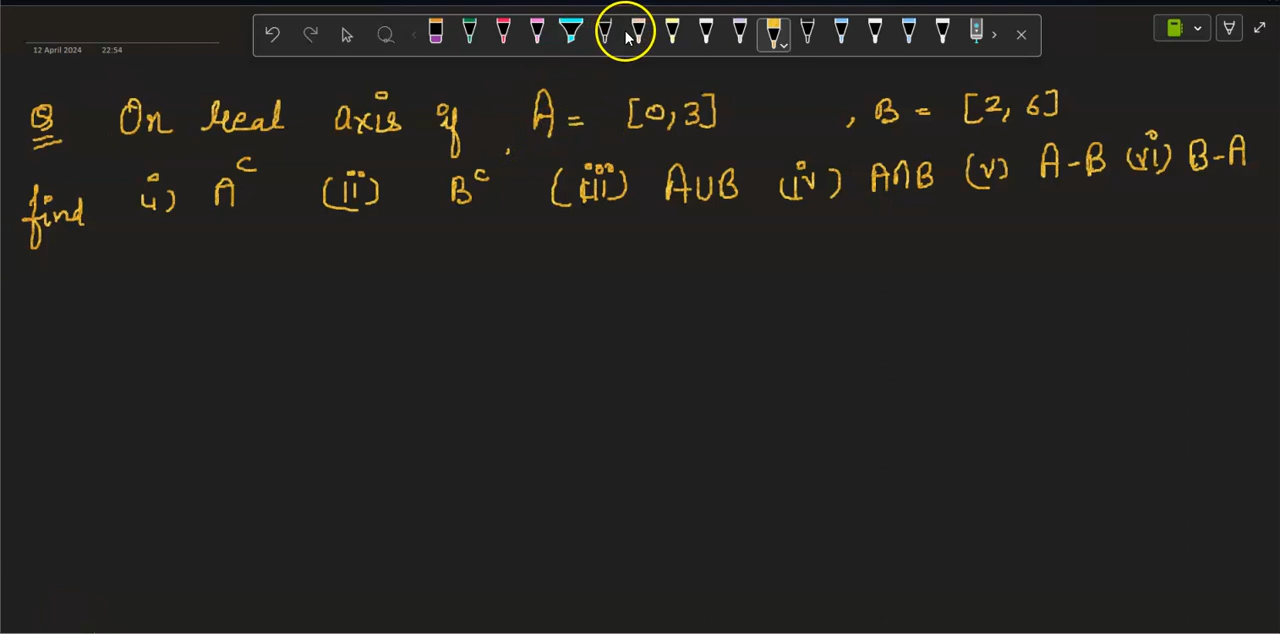 12 April 2024 22:54
Q On real axis if A = [0,3] , B = [2, 6]
find (i) A^C (ii) B^C (iii) A∪B (iv) A∩B (v) A-B (vi) B-A